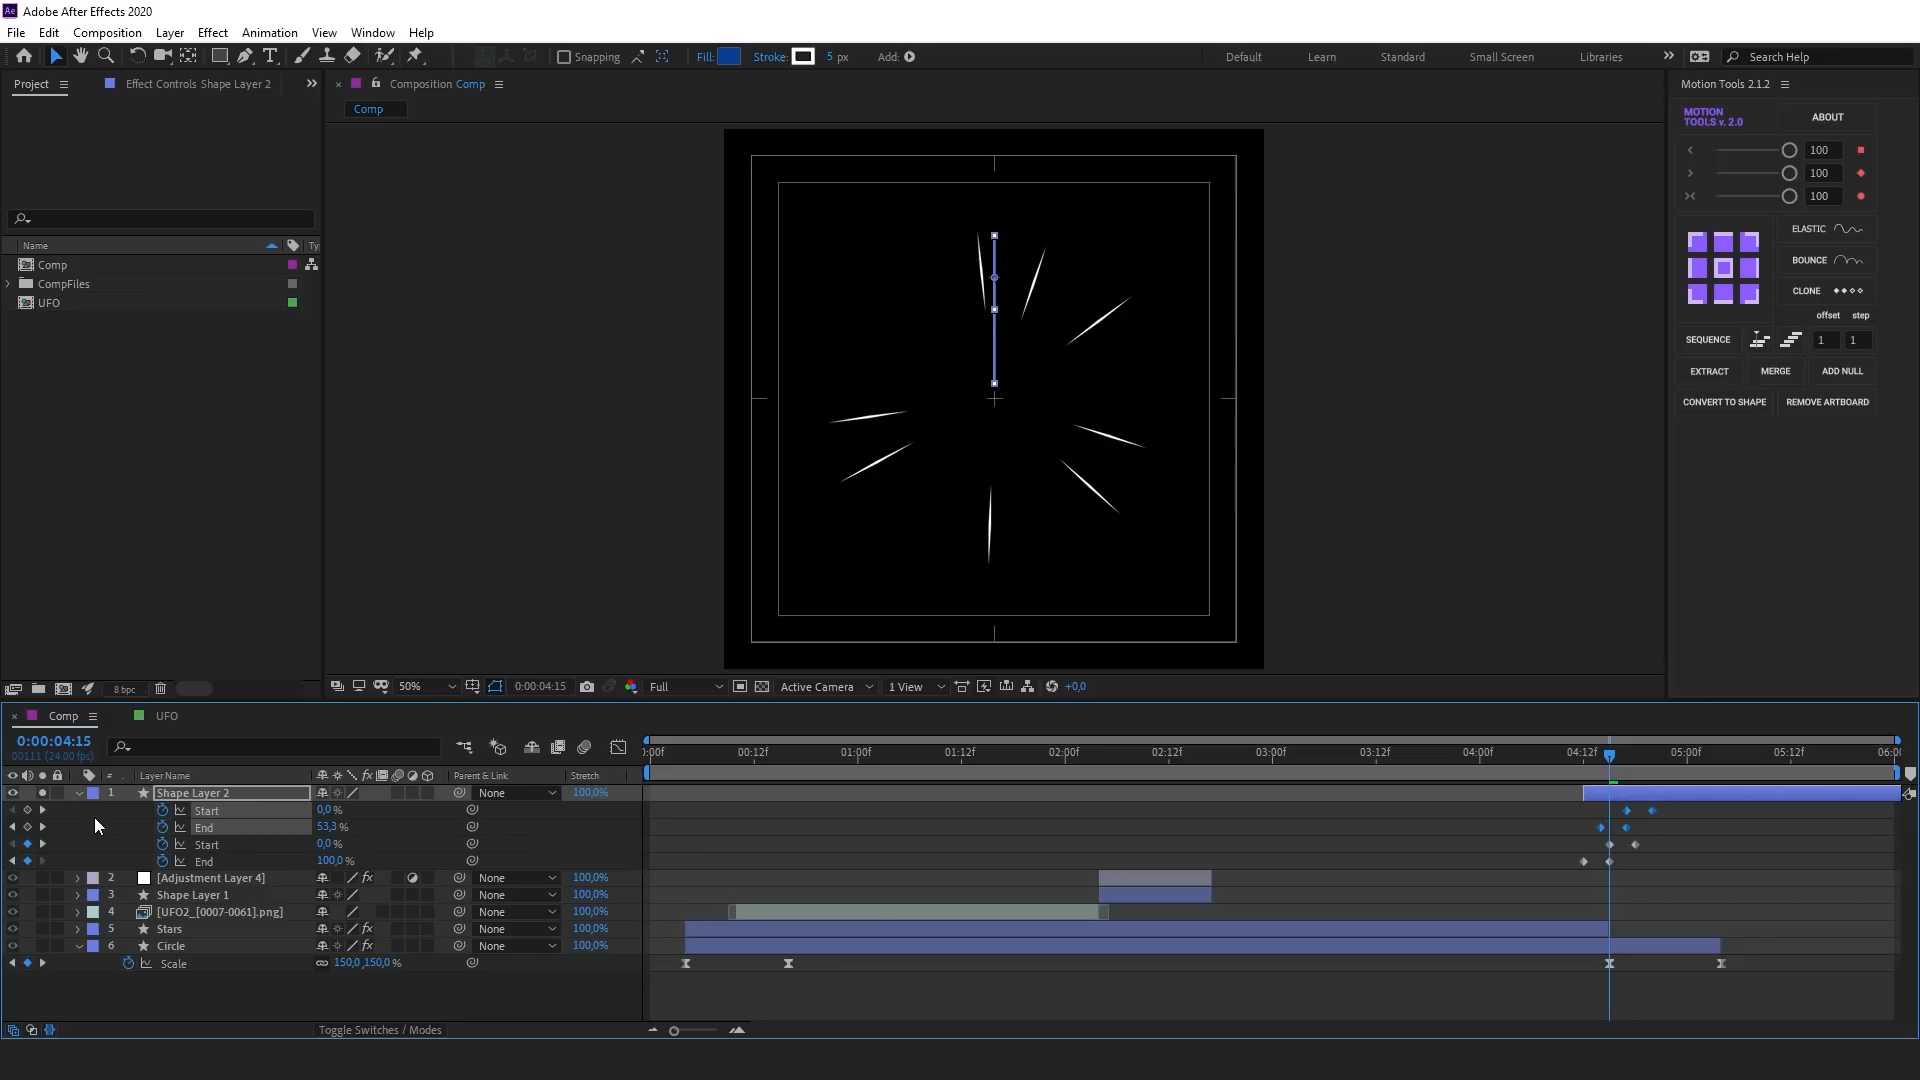 Adobe After Effects 2020
File Edit Composition Layer Effect Animation View Window Help
Snapping Fill: Stroke: 5 px Add: Default Learn Standard Small Screen Libraries Search Help
Project Effect Controls Shape Layer 2
Composition Comp
Motion Tools 2.1.2
Comp
MOTION TOOLS v. 2.0
ABOUT
100
100
100
ELASTIC
BOUNCE
CLONE
offset step
SEQUENCE 1 1
EXTRACT MERGE ADD NULL
CONVERT TO SHAPE REMOVE ARTBOARD
Name Ty
Comp
CompFiles
UFO
8 bpc
50% 0:00:04:15 Full Active Camera 1 View +0,0
Comp UFO
0:00:04:15
00111 (24.00 fps)
:00f 00:12f 01:00f 01:12f 02:00f 02:12f 03:00f 03:12f 04:00f 04:12f 05:00f 05:12f 06:0
# Layer Name fx Parent & Link Stretch
1 Shape Layer 2 None 100,0%
Start 0,0 %
End 53,3 %
Start 0,0 %
End 100,0 %
2 [Adjustment Layer 4] fx None 100,0%
3 Shape Layer 1 None 100,0%
4 [UFO2_[0007-0061].png] None 100,0%
5 Stars fx None 100,0%
6 Circle fx None 100,0%
Scale 150,0,150,0 %
Toggle Switches / Modes